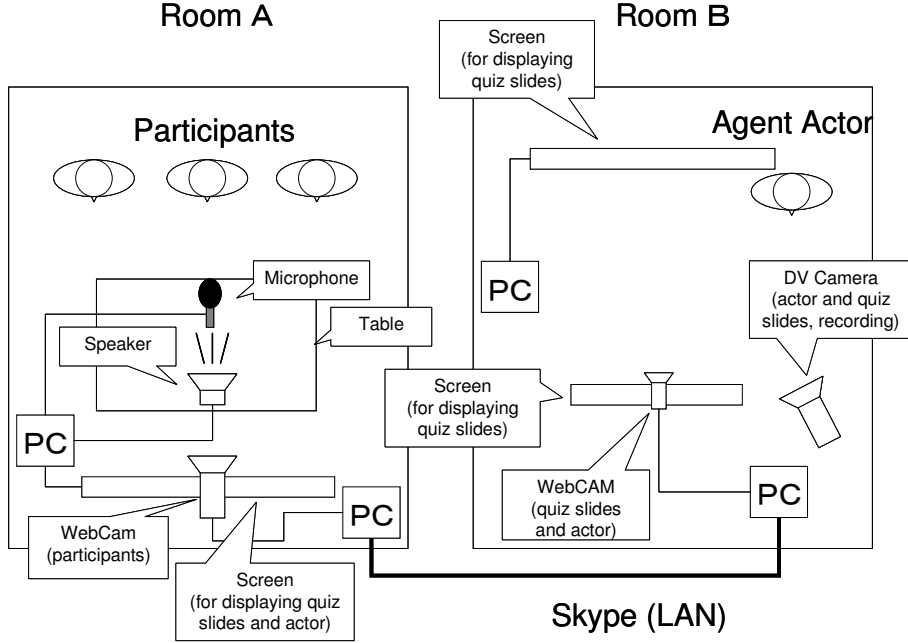 Room A
Room B
Screen
(for displaying
quiz slides)
Participants
Agent Actor
Microphone
Table
Speaker
PC
PC
DV Camera
(actor and quiz
slides, recording)
Screen
(for displaying
quiz slides)
PC
WebCam
(participants)
WebCAM
(quiz slides
and actor)
PC
Screen
(for displaying quiz
slides and actor)
Skype (LAN)